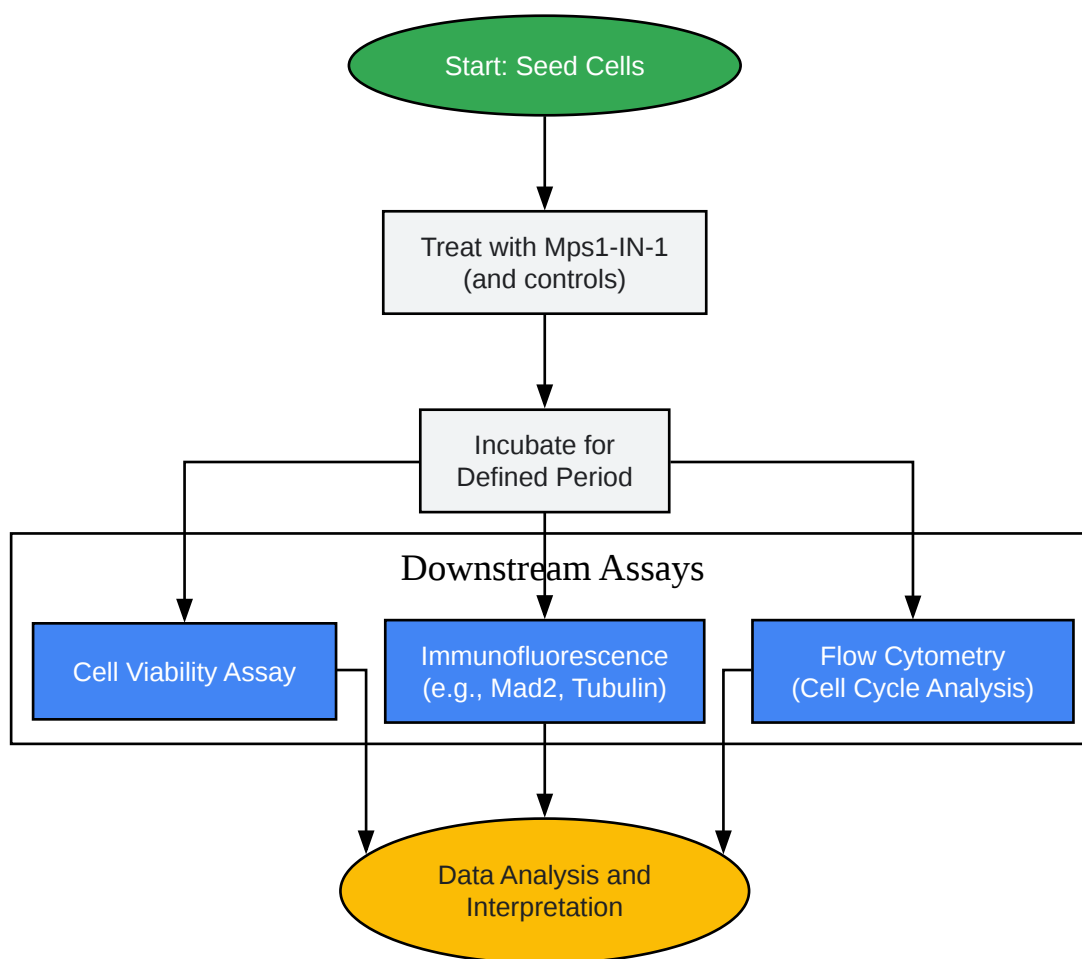 Start: Seed Cells
Treat with Mps1-IN-1
(and controls)
Incubate for
Defined Period
Downstream Assays
Cell Viability Assay
Immunofluorescence
(e.g., Mad2, Tubulin)
Flow Cytometry
(Cell Cycle Analysis)
Data Analysis and
Interpretation